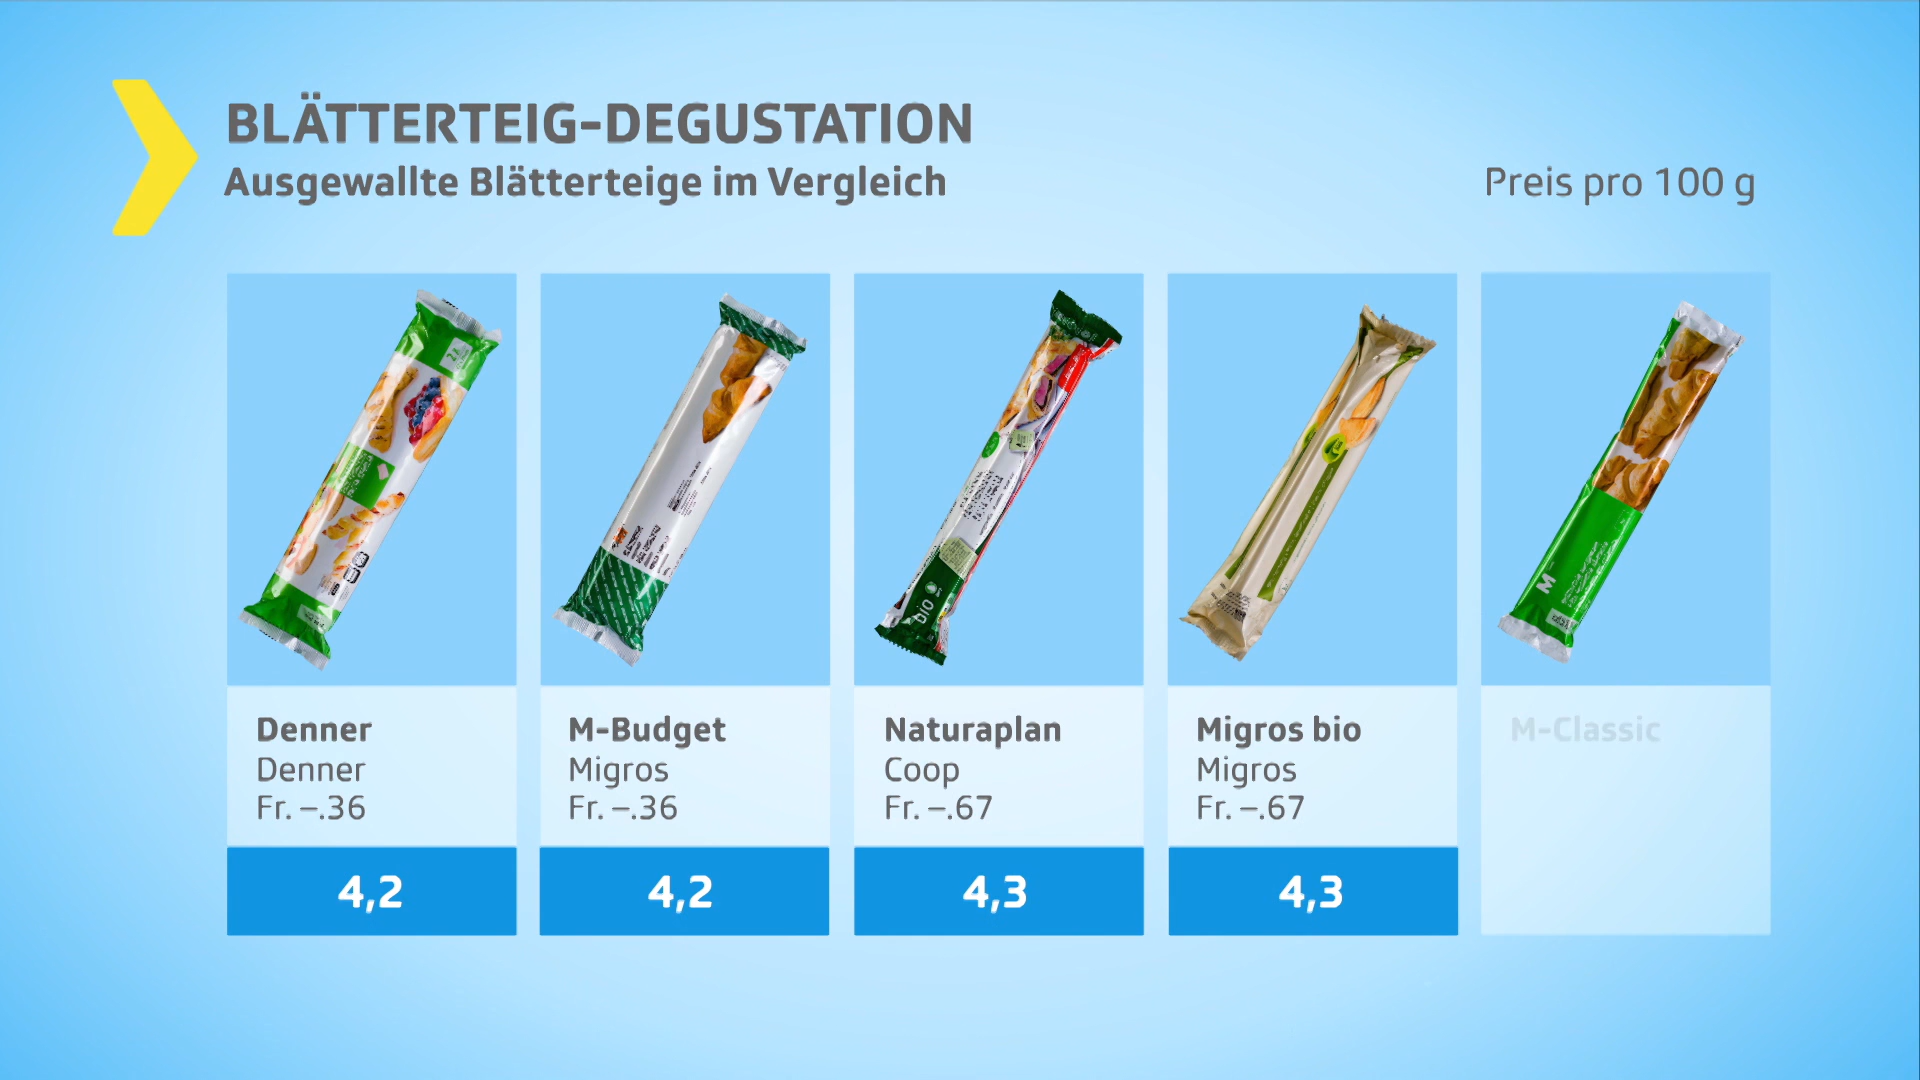 BLÄTTERTEIG-DEGUSTATION
Ausgewallte Blätterteige im Vergleich
Preis pro 100 g
bio
M
Denner
Denner
Fr. –.36
4,2
M-Budget
Migros
Fr. –.36
4,2
Naturaplan
Coop
Fr. –.67
4,3
Migros bio
Migros
Fr. –.67
4,3
M-Classic